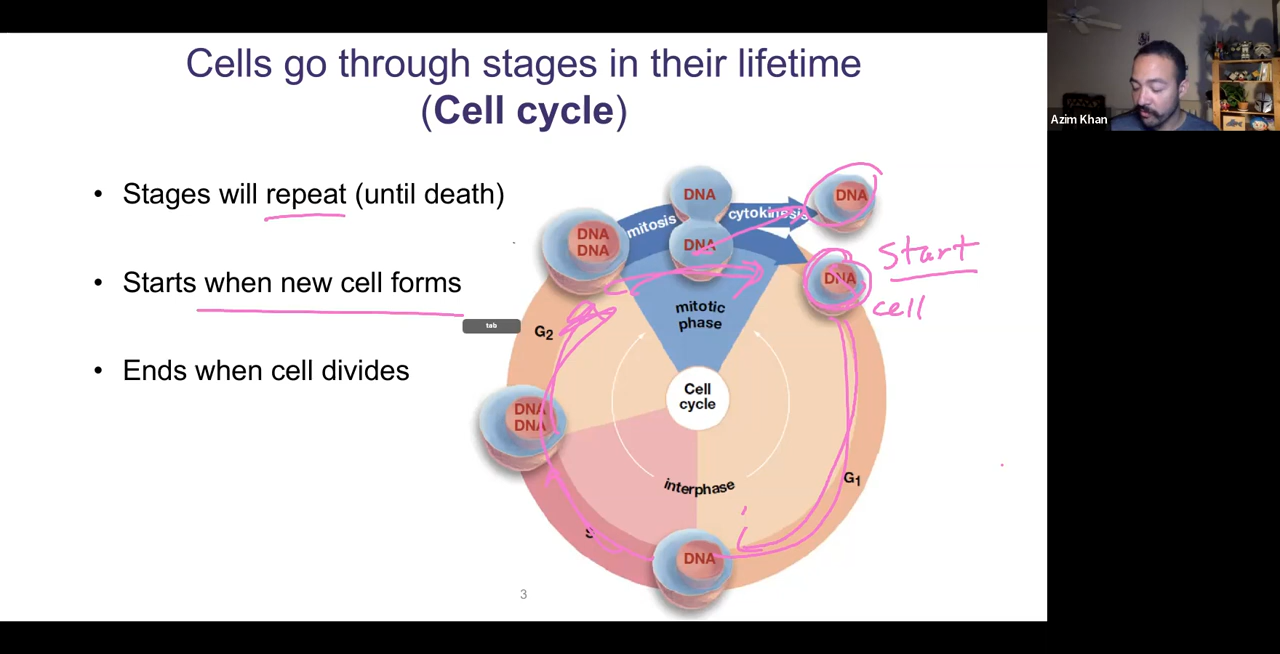 Cells go through stages in their lifetime
(Cell cycle)
• Stages will repeat (until death)
• Starts when new cell forms
• Ends when cell divides
tab
DNA
DNA
DNA
mitosis
DNA
DNA
cytokinesis
DNA
DNA
start
cell
mitotic
phase
G2
Cell
cycle
DNA
DNA
interphase
G1
S
DNA
3
Azim Khan